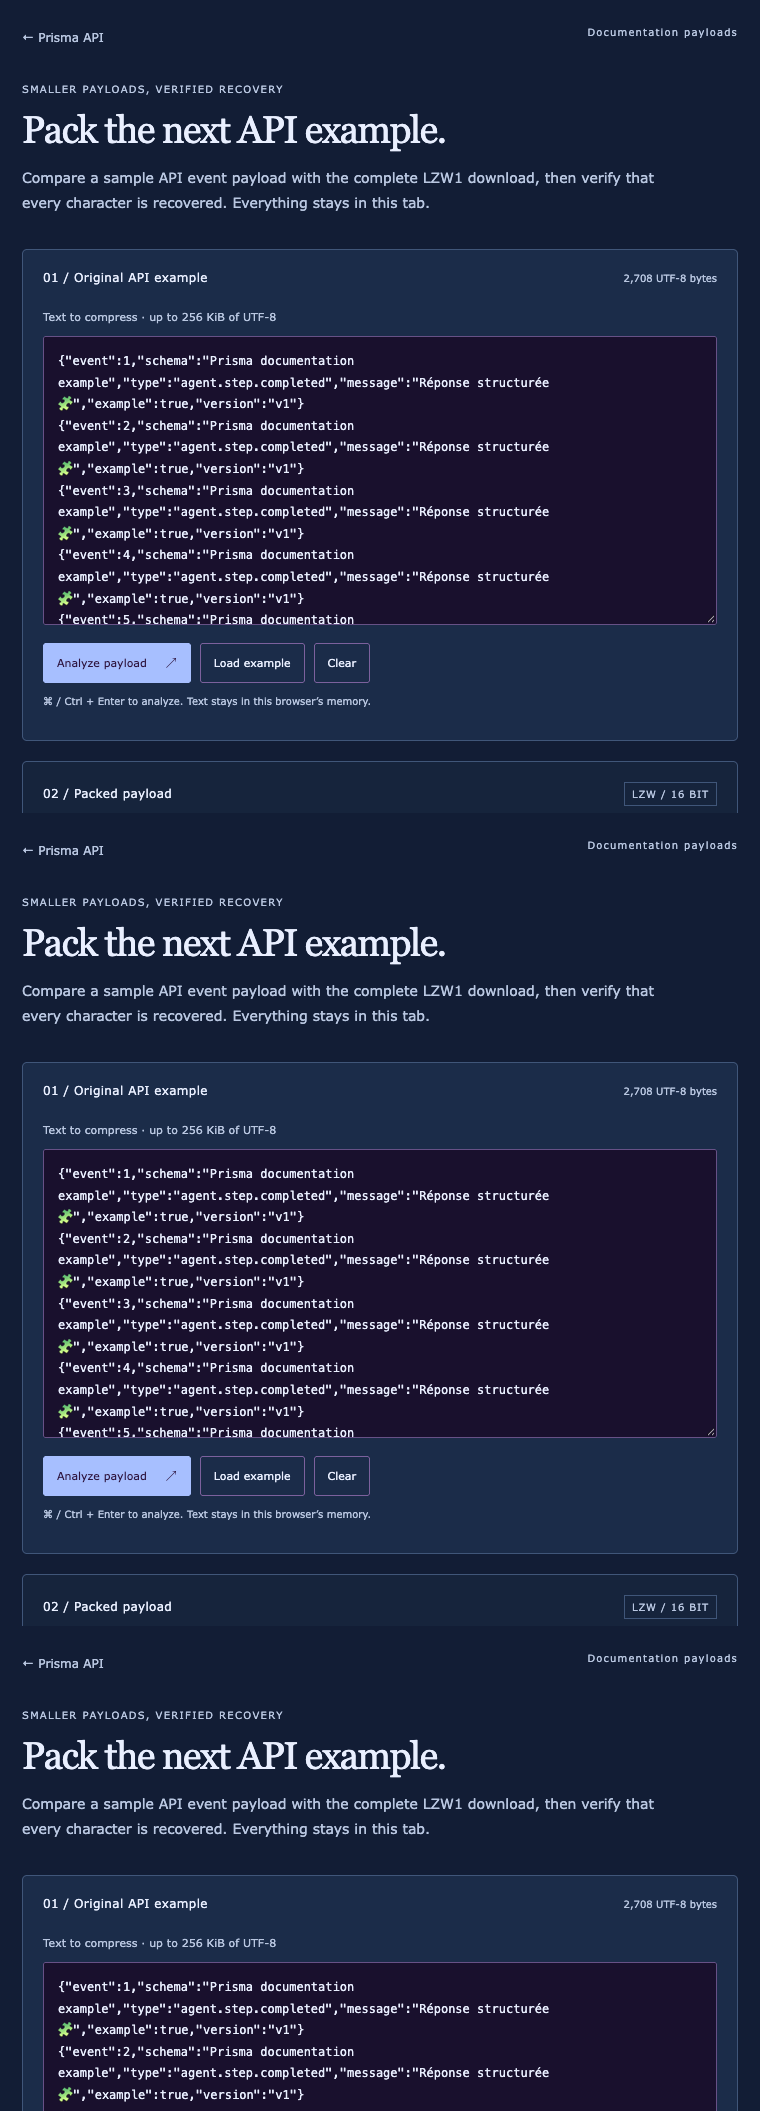 ← Prisma API
Documentation payloads
SMALLER PAYLOADS, VERIFIED RECOVERY
Pack the next API example.
Compare a sample API event payload with the complete LZW1 download, then verify that
every character is recovered. Everything stays in this tab.
01 / Original API example
2,708 UTF-8 bytes
Text to compress · up to 256 KiB of UTF-8
{"event":1,"schema":"Prisma documentation
example","type":"agent.step.completed","message":"Réponse structurée
🧩","example":true,"version":"v1"}
{"event":2,"schema":"Prisma documentation
example","type":"agent.step.completed","message":"Réponse structurée
🧩","example":true,"version":"v1"}
{"event":3,"schema":"Prisma documentation
example","type":"agent.step.completed","message":"Réponse structurée
🧩","example":true,"version":"v1"}
{"event":4,"schema":"Prisma documentation
example","type":"agent.step.completed","message":"Réponse structurée
🧩","example":true,"version":"v1"}
{"event":5,"schema":"Prisma documentation
Analyze payload ↗
Load example
Clear
⌘ / Ctrl + Enter to analyze. Text stays in this browser’s memory.
02 / Packed payload
LZW / 16 BIT
← Prisma API
Documentation payloads
SMALLER PAYLOADS, VERIFIED RECOVERY
Pack the next API example.
Compare a sample API event payload with the complete LZW1 download, then verify that
every character is recovered. Everything stays in this tab.
01 / Original API example
2,708 UTF-8 bytes
Text to compress · up to 256 KiB of UTF-8
{"event":1,"schema":"Prisma documentation
example","type":"agent.step.completed","message":"Réponse structurée
🧩","example":true,"version":"v1"}
{"event":2,"schema":"Prisma documentation
example","type":"agent.step.completed","message":"Réponse structurée
🧩","example":true,"version":"v1"}
{"event":3,"schema":"Prisma documentation
example","type":"agent.step.completed","message":"Réponse structurée
🧩","example":true,"version":"v1"}
{"event":4,"schema":"Prisma documentation
example","type":"agent.step.completed","message":"Réponse structurée
🧩","example":true,"version":"v1"}
{"event":5,"schema":"Prisma documentation
Analyze payload ↗
Load example
Clear
⌘ / Ctrl + Enter to analyze. Text stays in this browser’s memory.
02 / Packed payload
LZW / 16 BIT
← Prisma API
Documentation payloads
SMALLER PAYLOADS, VERIFIED RECOVERY
Pack the next API example.
Compare a sample API event payload with the complete LZW1 download, then verify that
every character is recovered. Everything stays in this tab.
01 / Original API example
2,708 UTF-8 bytes
Text to compress · up to 256 KiB of UTF-8
{"event":1,"schema":"Prisma documentation
example","type":"agent.step.completed","message":"Réponse structurée
🧩","example":true,"version":"v1"}
{"event":2,"schema":"Prisma documentation
example","type":"agent.step.completed","message":"Réponse structurée
🧩","example":true,"version":"v1"}